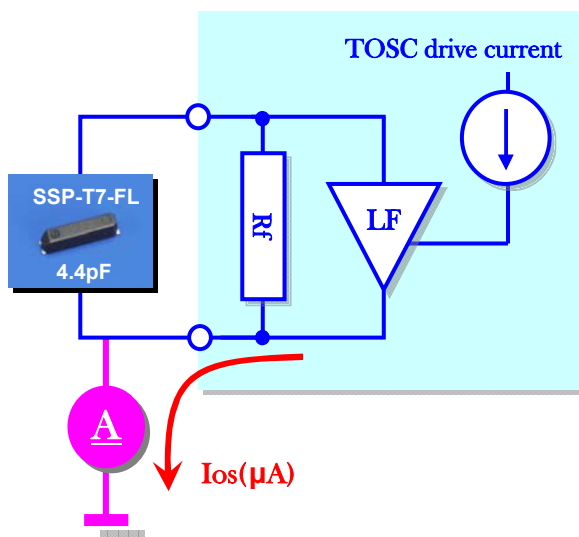 TOSC drive current
SSP-T7-FL
4.4pF
Rf
LF
A
Ios(μA)